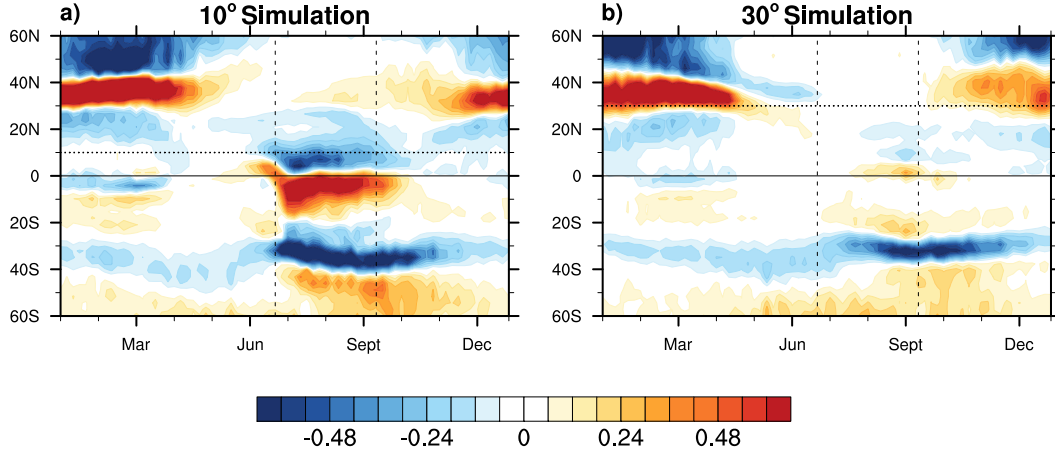 a) 10° Simulation
b) 30° Simulation
60N
40N
20N
0
20S
40S
60S
Mar Jun Sept Dec
60N
40N
20N
0
20S
40S
60S
Mar Jun Sept Dec
-0.48 -0.24 0 0.24 0.48